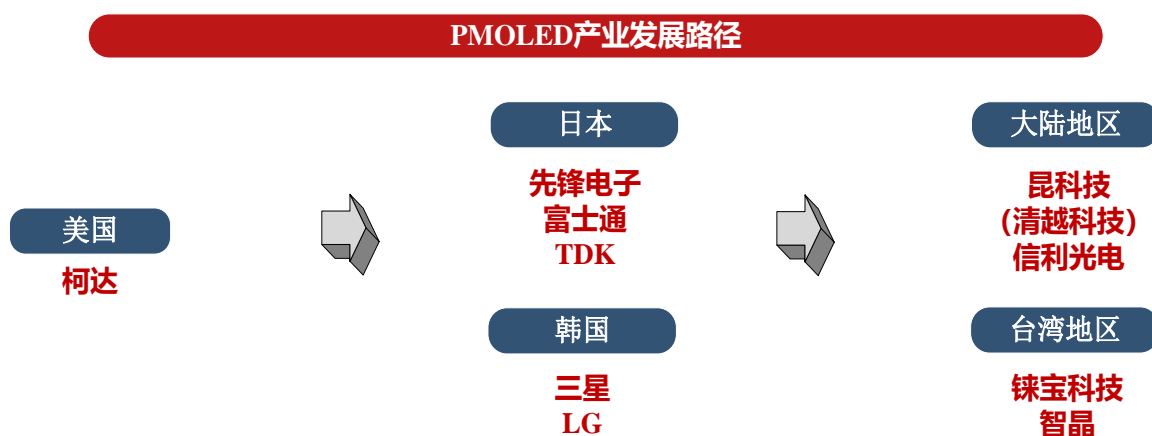 PMOLED产业发展路径
美国
柯达
日本
先锋电子
富士通
TDK
韩国
三星
LG
大陆地区
昆科技
(清越科技)
信利光电
台湾地区
铼宝科技
智晶